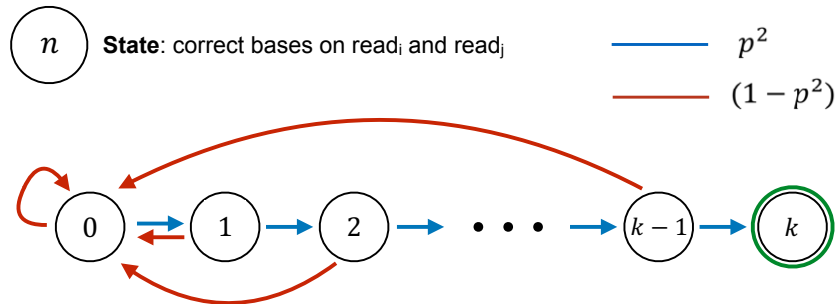 n State: correct bases on readᵢ and readⱼ p²
(1 − p²)
0 1 2 • • • k − 1 k